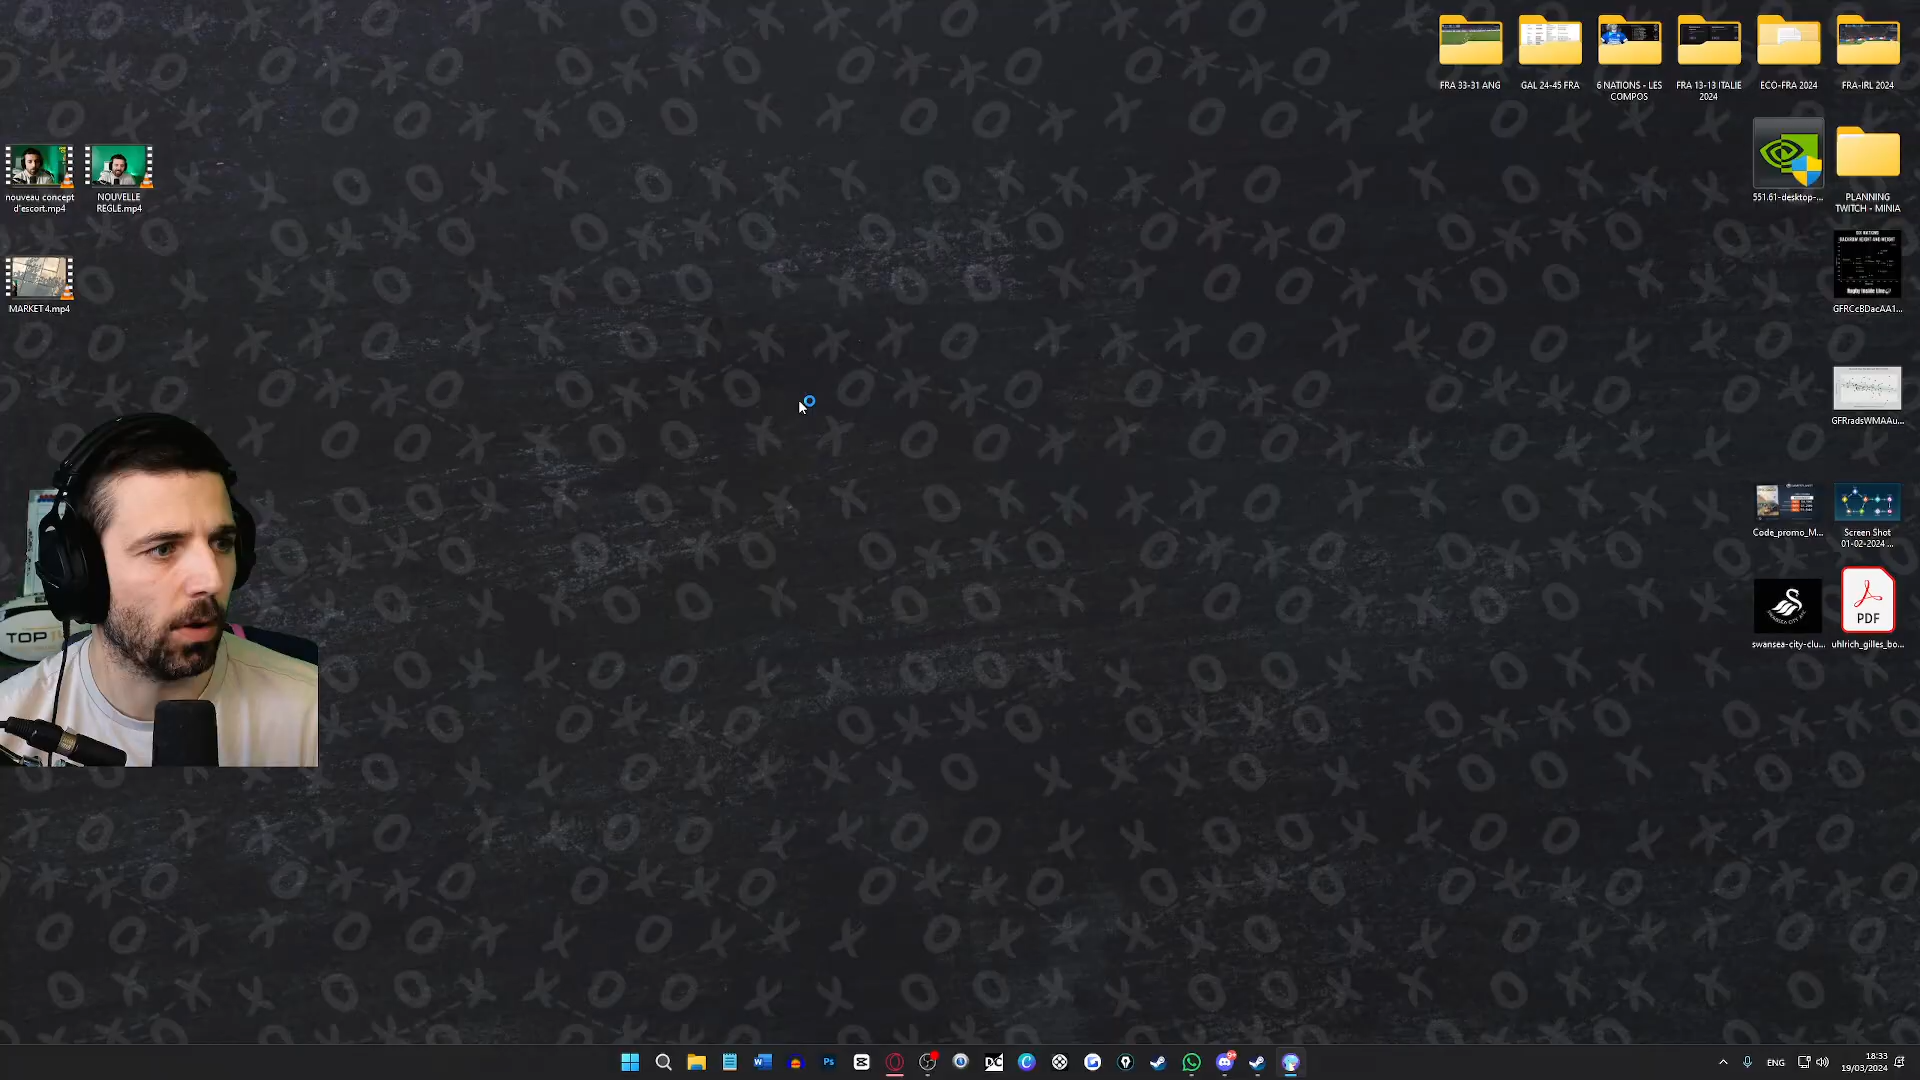 FRA 33-31 ANG
GAL 24-45 FRA
6 NATIONS - LES
COMPOS
FRA 13-13 ITALIE
2024
ECO-FRA 2024
FRA-IRL 2024
nouveau concept
d'escort.mp4
NOUVELLE
REGLE.mp4
551.61-desktop-...
PLANNING
TWITCH - MINIA
MARKET 4.mp4
GFRCcBDacAA1...
GFRradsWMAAu...
Code_promo_M...
Screen Shot
01-02-2024 ...
TOP 1
PDF
swansea-city-clu...
uhlrich_gilles_bo...
W
Ps
DC
ENG
18:33
19/03/2024